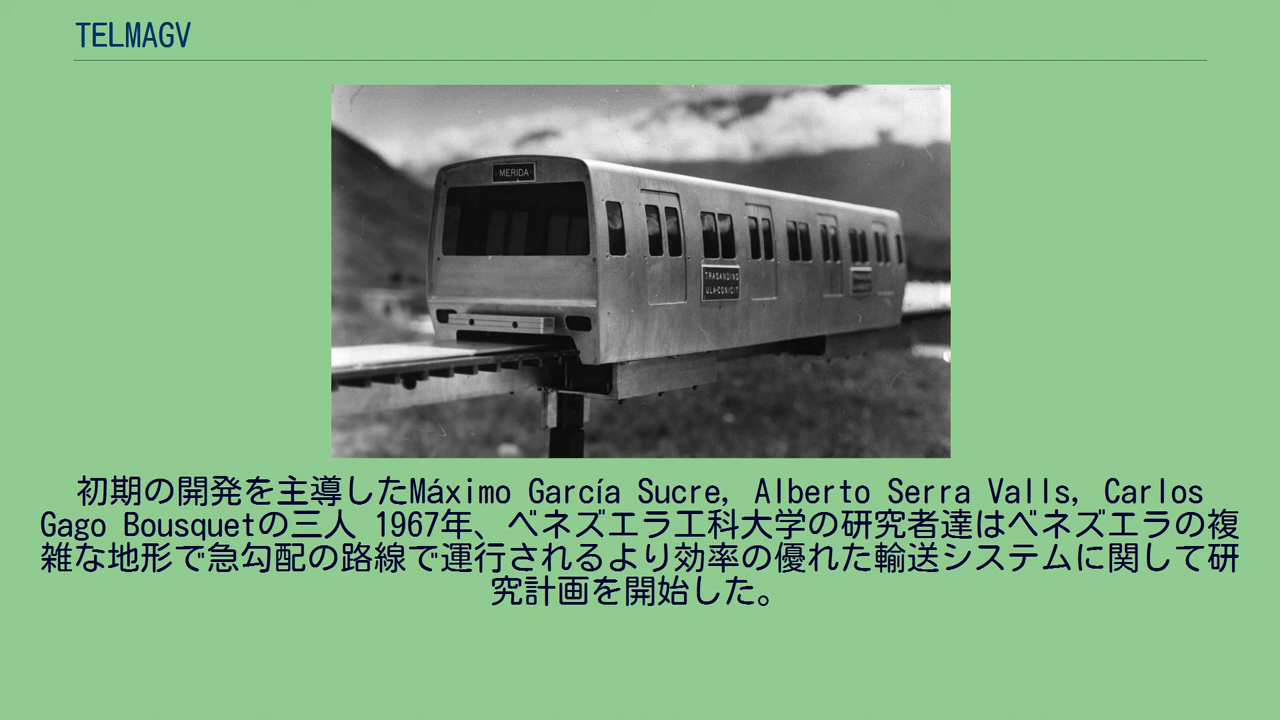 TELMAGV
MERIDA
TRASANDINO
ULA-CONICIT
初期の開発を主導したMáximo García Sucre, Alberto Serra Valls, Carlos
Gago Bousquetの三人 1967年、ベネズエラ工科大学の研究者達はベネズエラの複
雑な地形で急勾配の路線で運行されるより効率の優れた輸送システムに関して研
究計画を開始した。